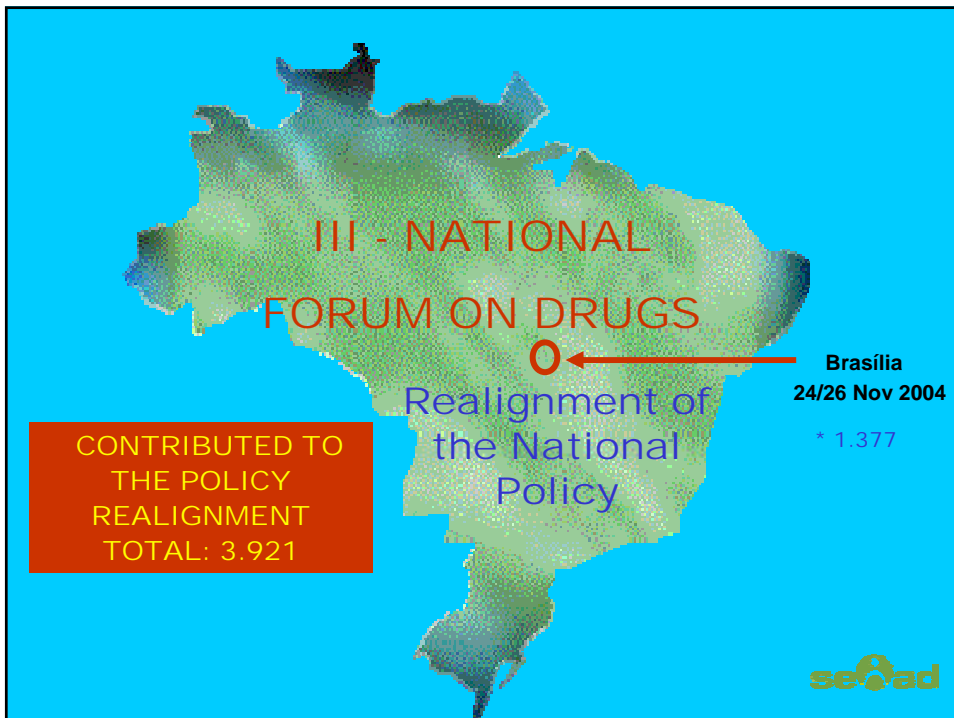 III - NATIONAL
FORUM ON DRUGS
Brasília
24/26 Nov 2004
* 1.377
Realignment of
the National
Policy
CONTRIBUTED TO
THE POLICY
REALIGNMENT
TOTAL: 3.921
senad